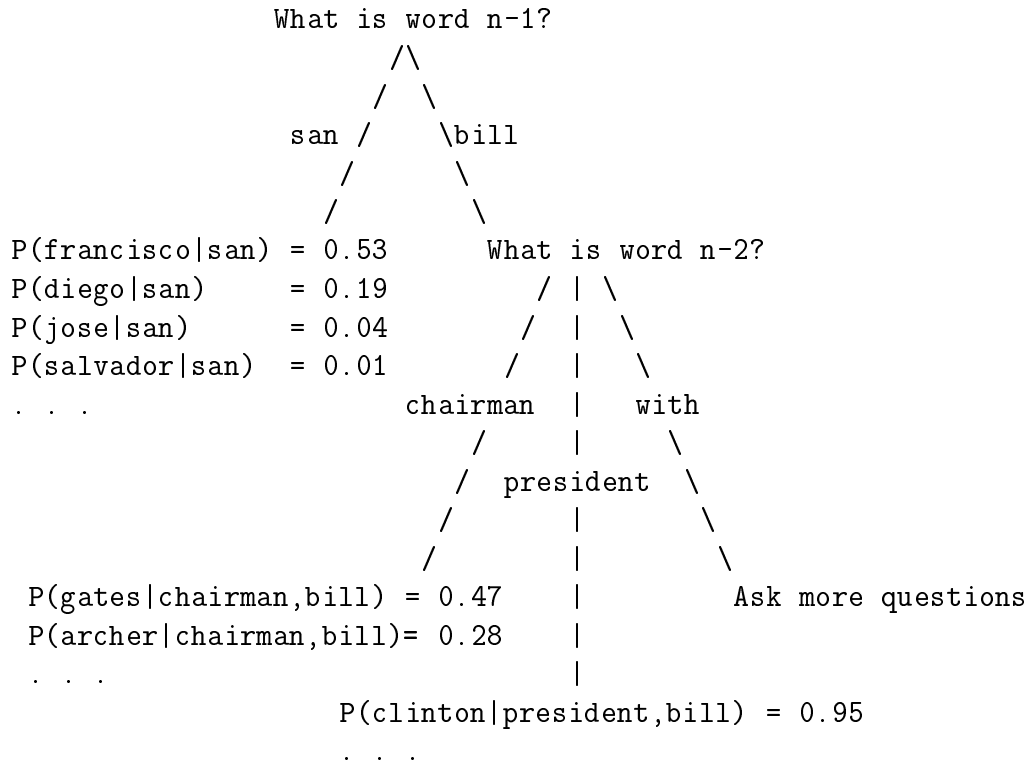 What is word n-1?
/\
/ \
san / \bill
/ \
/ \
P(francisco|san) = 0.53 What is word n-2?
P(diego|san) = 0.19 / | \
P(jose|san) = 0.04 / | \
P(salvador|san) = 0.01 / | \
. . . chairman | with
/ | \
/ president \
/ | \
/ | \
P(gates|chairman,bill) = 0.47 | Ask more questions
P(archer|chairman,bill)= 0.28 |
. . . |
P(clinton|president,bill) = 0.95
. . .